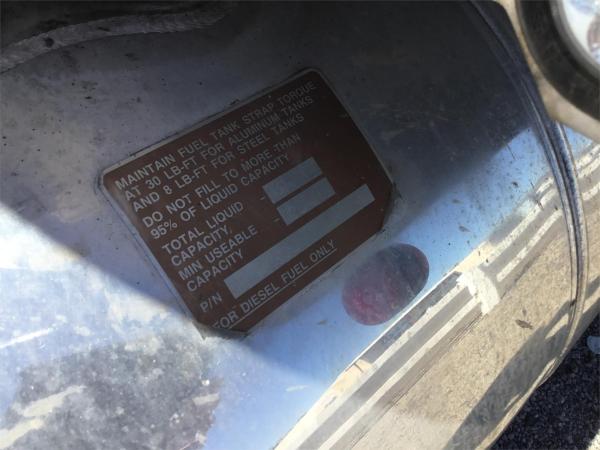 MAINTAIN FUEL TANK STRAP TORQUE
AT 30 LB-FT FOR ALUMINUM TANKS
AND 8 LB-FT FOR STEEL TANKS
DO NOT FILL TO MORE THAN
95% OF LIQUID CAPACITY
TOTAL LIQUID
CAPACITY,
MIN USEABLE
CAPACITY
P/N
FOR DIESEL FUEL ONLY